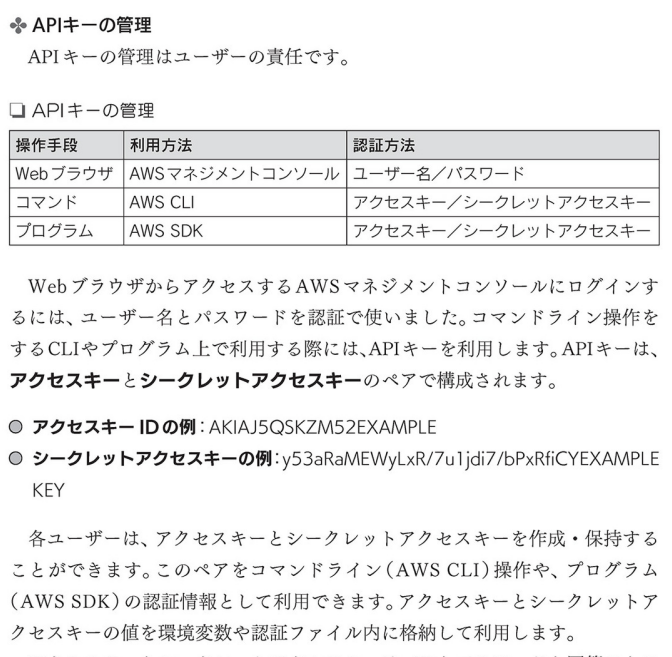 ✤ APIキーの管理
APIキーの管理はユーザーの責任です。
❏ APIキーの管理
操作手段 利用方法 認証方法
Webブラウザ AWSマネジメントコンソール ユーザー名／パスワード
コマンド AWS CLI アクセスキー／シークレットアクセスキー
プログラム AWS SDK アクセスキー／シークレットアクセスキー
WebブラウザからアクセスするAWSマネジメントコンソールにログインす
るには、ユーザー名とパスワードを認証で使いました。コマンドライン操作を
するCLIやプログラム上で利用する際には、APIキーを利用します。APIキーは、
アクセスキーとシークレットアクセスキーのペアで構成されます。
● アクセスキーIDの例：AKIAJ5QSKZM52EXAMPLE
● シークレットアクセスキーの例：y53aRaMEWyLxR/7u1jdi7/bPxRfiCYEXAMPLE
KEY
各ユーザーは、アクセスキーとシークレットアクセスキーを作成・保持する
ことができます。このペアをコマンドライン（AWS CLI）操作や、プログラム
（AWS SDK）の認証情報として利用できます。アクセスキーとシークレットア
クセスキーの値を環境変数や認証ファイル内に格納して利用します。